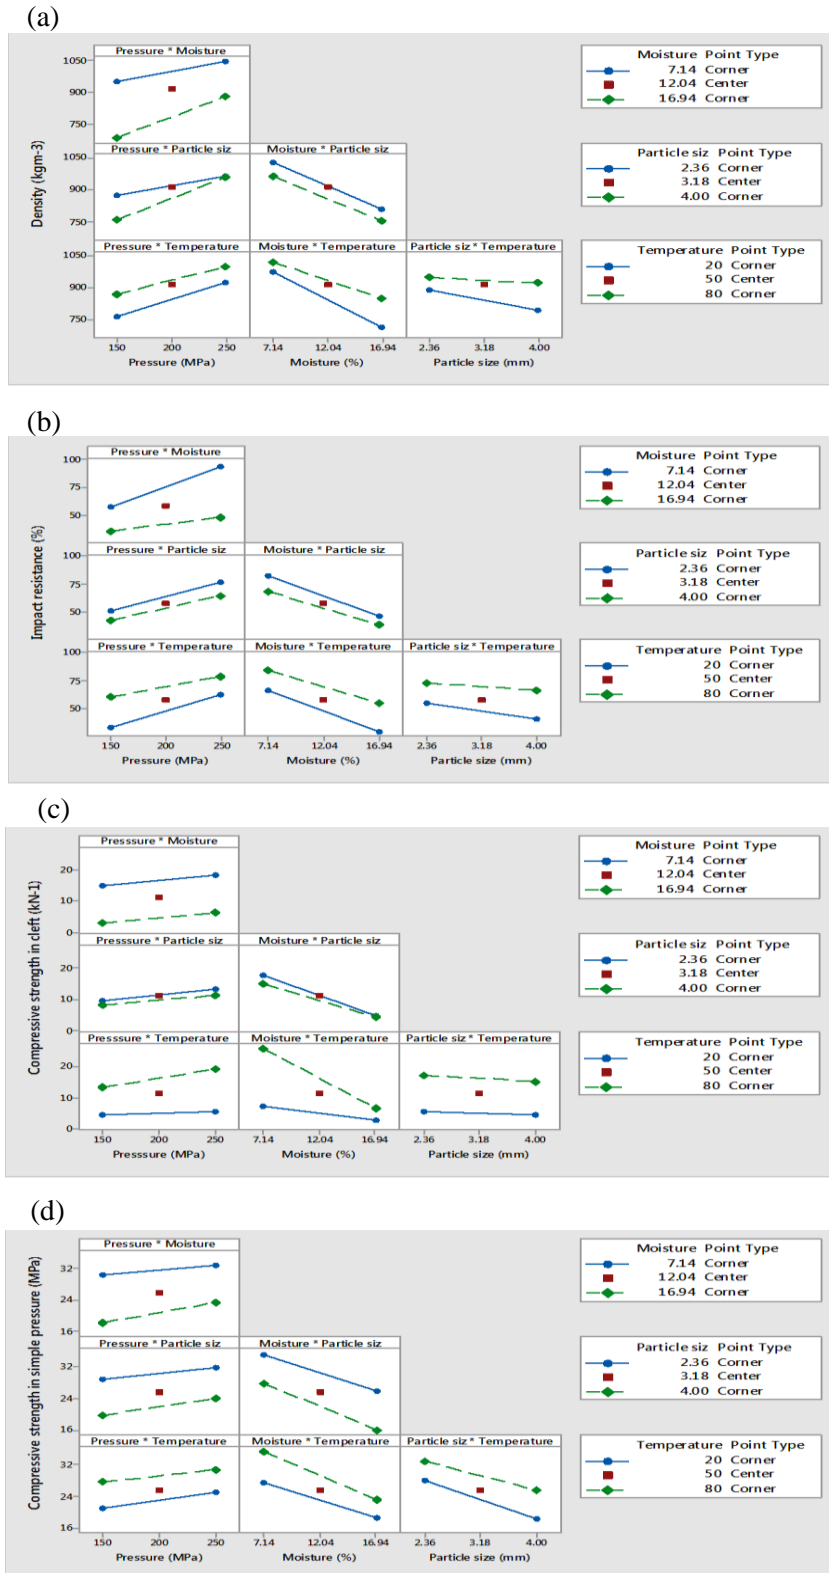 (a)
Pressure * Moisture
1050
900
750
Moisture Point Type
7.14 Corner
12.04 Center
16.94 Corner
Density (kgm-3)
Pressure * Particle siz
Moisture * Particle siz
1050
900
750
Particle siz Point Type
2.36 Corner
3.18 Center
4.00 Corner
Pressure * Temperature
Moisture * Temperature
Particle siz * Temperature
1050
900
750
Temperature Point Type
20 Corner
50 Center
80 Corner
150 200 250
7.14 12.04 16.94
2.36 3.18 4.00
Pressure (MPa)
Moisture (%)
Particle size (mm)
(b)
Pressure * Moisture
100
75
50
Moisture Point Type
7.14 Corner
12.04 Center
16.94 Corner
Impact resistance (%)
Pressure * Particle siz
Moisture * Particle siz
100
75
50
Particle siz Point Type
2.36 Corner
3.18 Center
4.00 Corner
Pressure * Temperature
Moisture * Temperature
Particle siz * Temperature
100
75
50
Temperature Point Type
20 Corner
50 Center
80 Corner
150 200 250
7.14 12.04 16.94
2.36 3.18 4.00
Pressure (MPa)
Moisture (%)
Particle size (mm)
(c)
Presssure * Moisture
20
10
0
Moisture Point Type
7.14 Corner
12.04 Center
16.94 Corner
Compressive strength in cleft (kN-1)
Presssure * Particle siz
Moisture * Particle siz
20
10
0
Particle siz Point Type
2.36 Corner
3.18 Center
4.00 Corner
Presssure * Temperature
Moisture * Temperature
Particle siz * Temperature
20
10
0
Temperature Point Type
20 Corner
50 Center
80 Corner
150 200 250
7.14 12.04 16.94
2.36 3.18 4.00
Presssure (MPa)
Moisture (%)
Particle size (mm)
(d)
Pressure * Moisture
32
24
16
Moisture Point Type
7.14 Corner
12.04 Center
16.94 Corner
Compressive strength in simple pressure (MPa)
Pressure * Particle siz
Moisture * Particle siz
32
24
16
Particle siz Point Type
2.36 Corner
3.18 Center
4.00 Corner
Pressure * Temperature
Moisture * Temperature
Particle siz * Temperature
32
24
16
Temperature Point Type
20 Corner
50 Center
80 Corner
150 200 250
7.14 12.04 16.94
2.36 3.18 4.00
Pressure (MPa)
Moisture (%)
Particle size (mm)